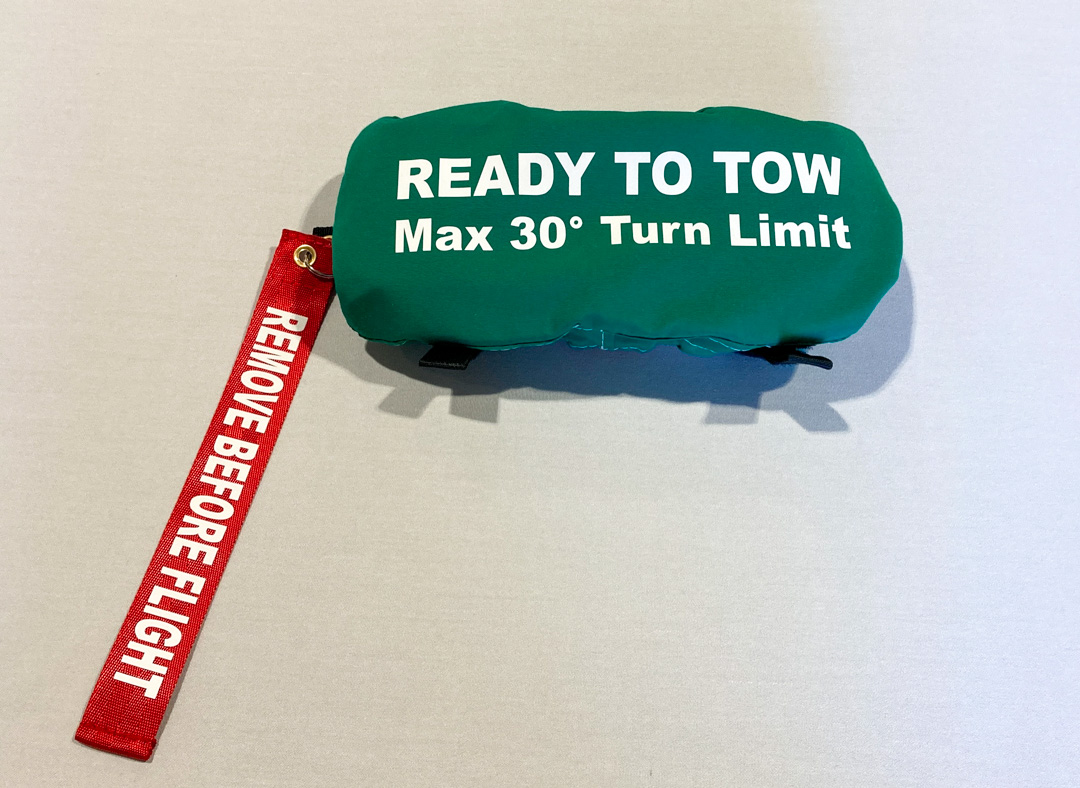 READY TO TOW
Max 30° Turn Limit
REMOVE BEFORE FLIGHT